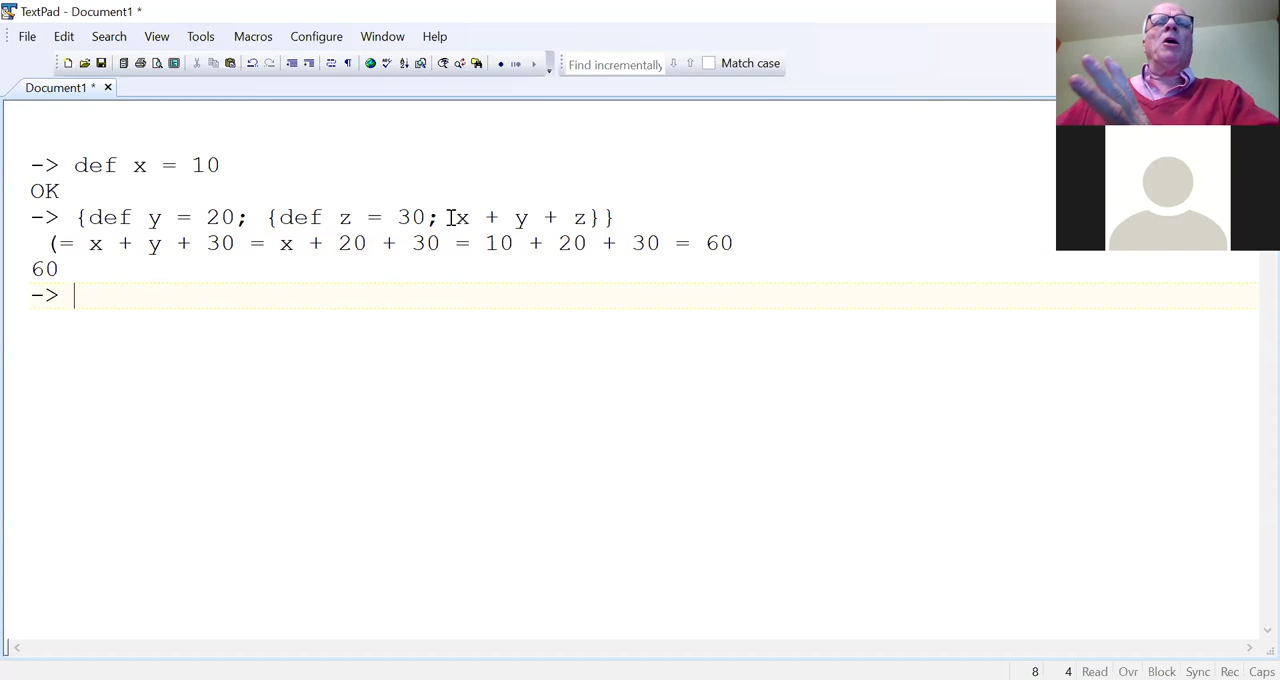 TextPad - Document1 *
File Edit Search View Tools Macros Configure Window Help
Find incrementally Match case
Document1 *
-> def x = 10
OK
-> {def y = 20; {def z = 30; x + y + z}}
(= x + y + 30 = x + 20 + 30 = 10 + 20 + 30 = 60
60
->
8 4 Read Ovr Block Sync Rec Caps